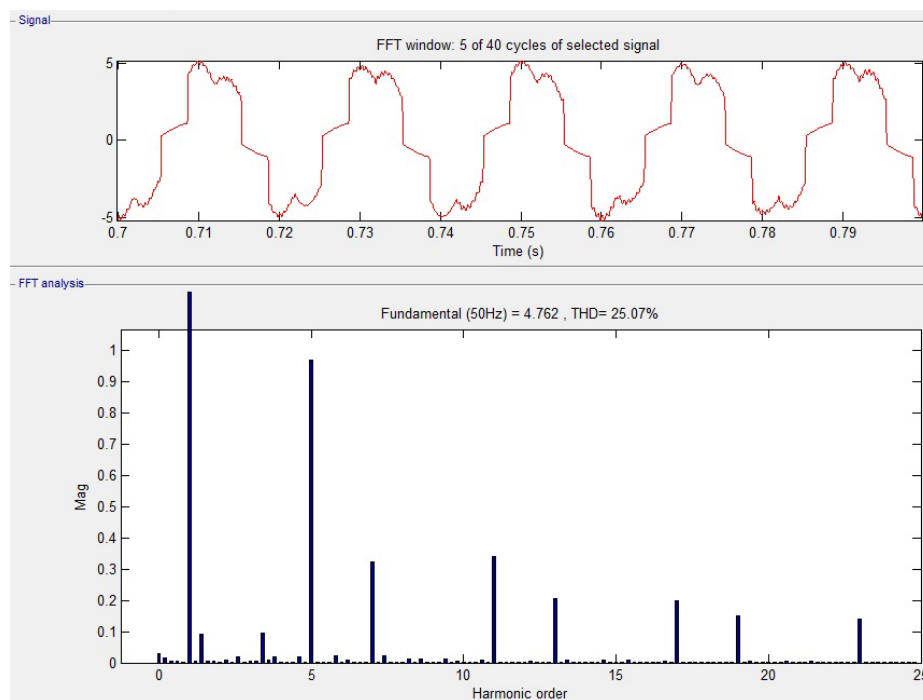 Signal
FFT window: 5 of 40 cycles of selected signal
5
0
-5
0.7 0.71 0.72 0.73 0.74 0.75 0.76 0.77 0.78 0.79
Time (s)
FFT analysis
Fundamental (50Hz) = 4.762 , THD= 25.07%
1
0.9
0.8
0.7
0.6
0.5
0.4
0.3
0.2
0.1
0
Mag
0 5 10 15 20 25
Harmonic order